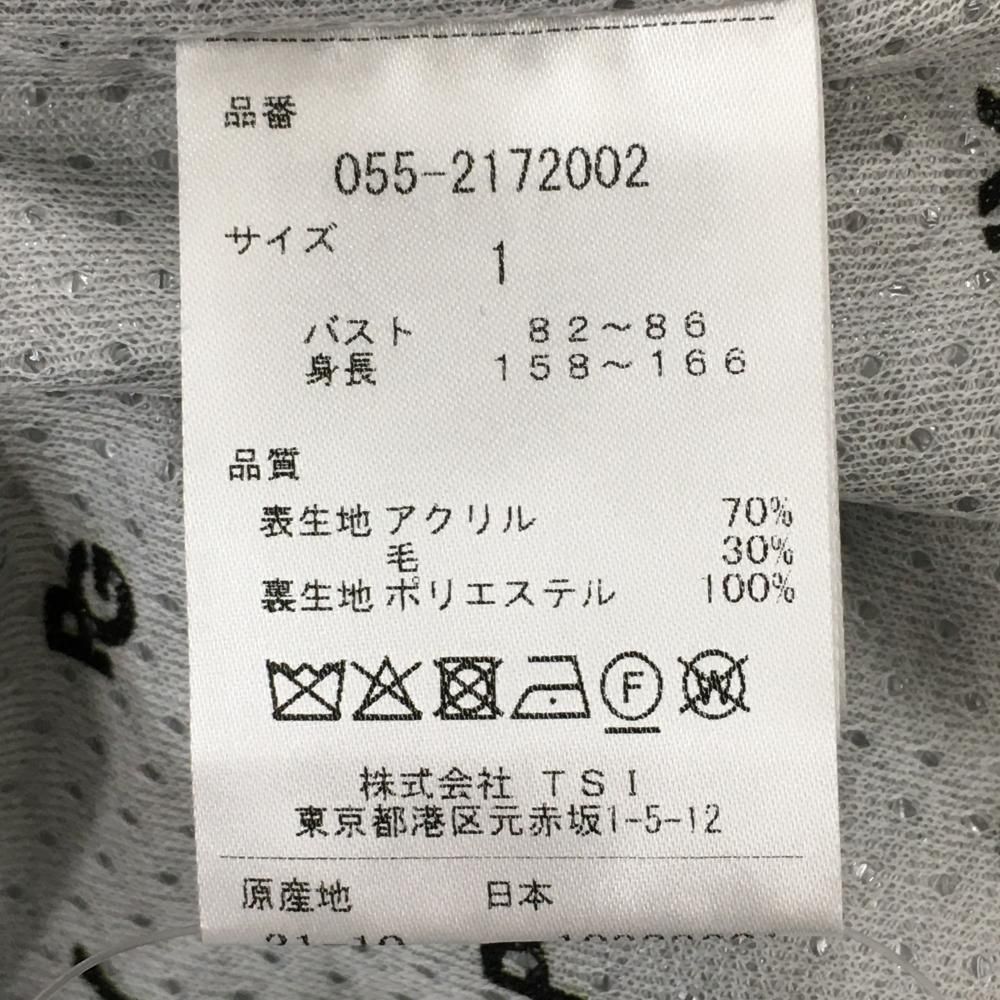 品番
055-2172002
サイズ 1
バスト 82～86
身長 158～166
品質
表生地 アクリル 70%
毛 30%
裏生地 ポリエステル 100%
F W
株式会社 TSI
東京都港区元赤坂1-5-12
原産地 日本
PG